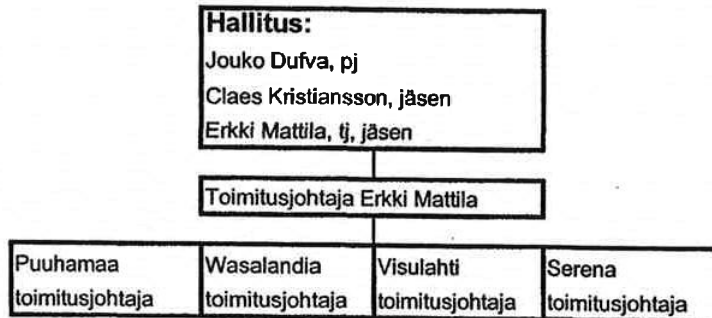 Hallitus:
Jouko Dufva, pj
Claes Kristiansson, jäsen
Erkki Mattila, tj, jäsen
Toimitusjohtaja Erkki Mattila
Puuhamaa
toimitusjohtaja
Wasalandia
toimitusjohtaja
Visulahti
toimitusjohtaja
Serena
toimitusjohtaja